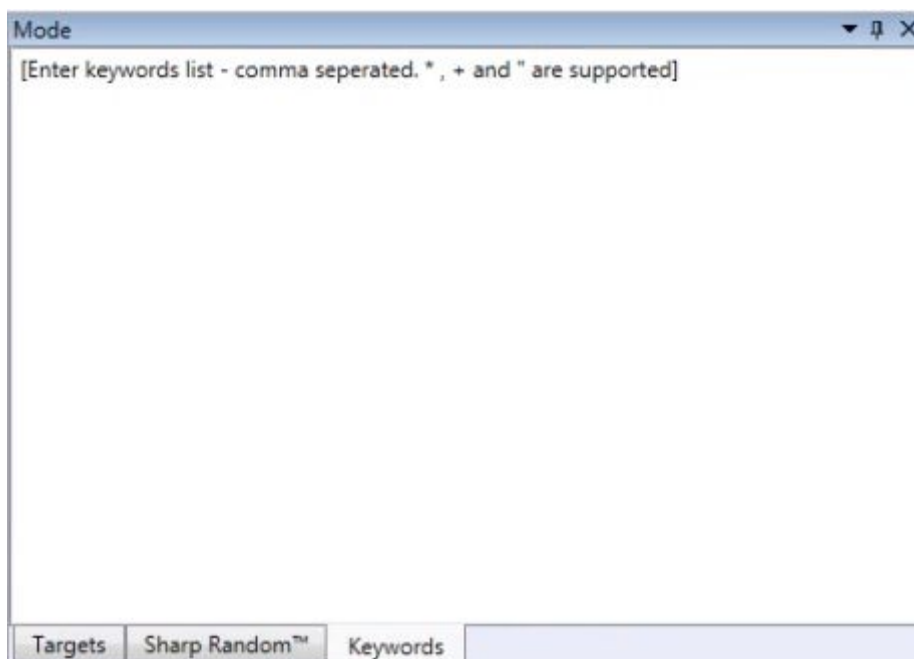 Mode
[Enter keywords list - comma seperated. * , + and " are supported]
Targets Sharp Random™ Keywords